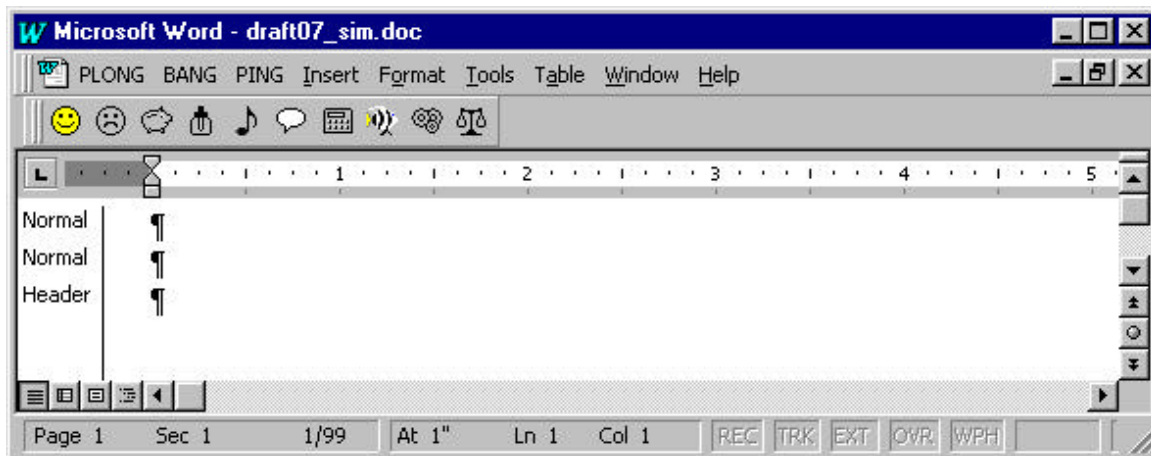 Microsoft Word - draft07_sim.doc
PLONG BANG PING Insert Format Tools Table Window Help
1 2 3 4 5
Normal ¶
Normal ¶
Header ¶
Page 1 Sec 1 1/99 At 1" Ln 1 Col 1 REC TRK EXT OVR WPH